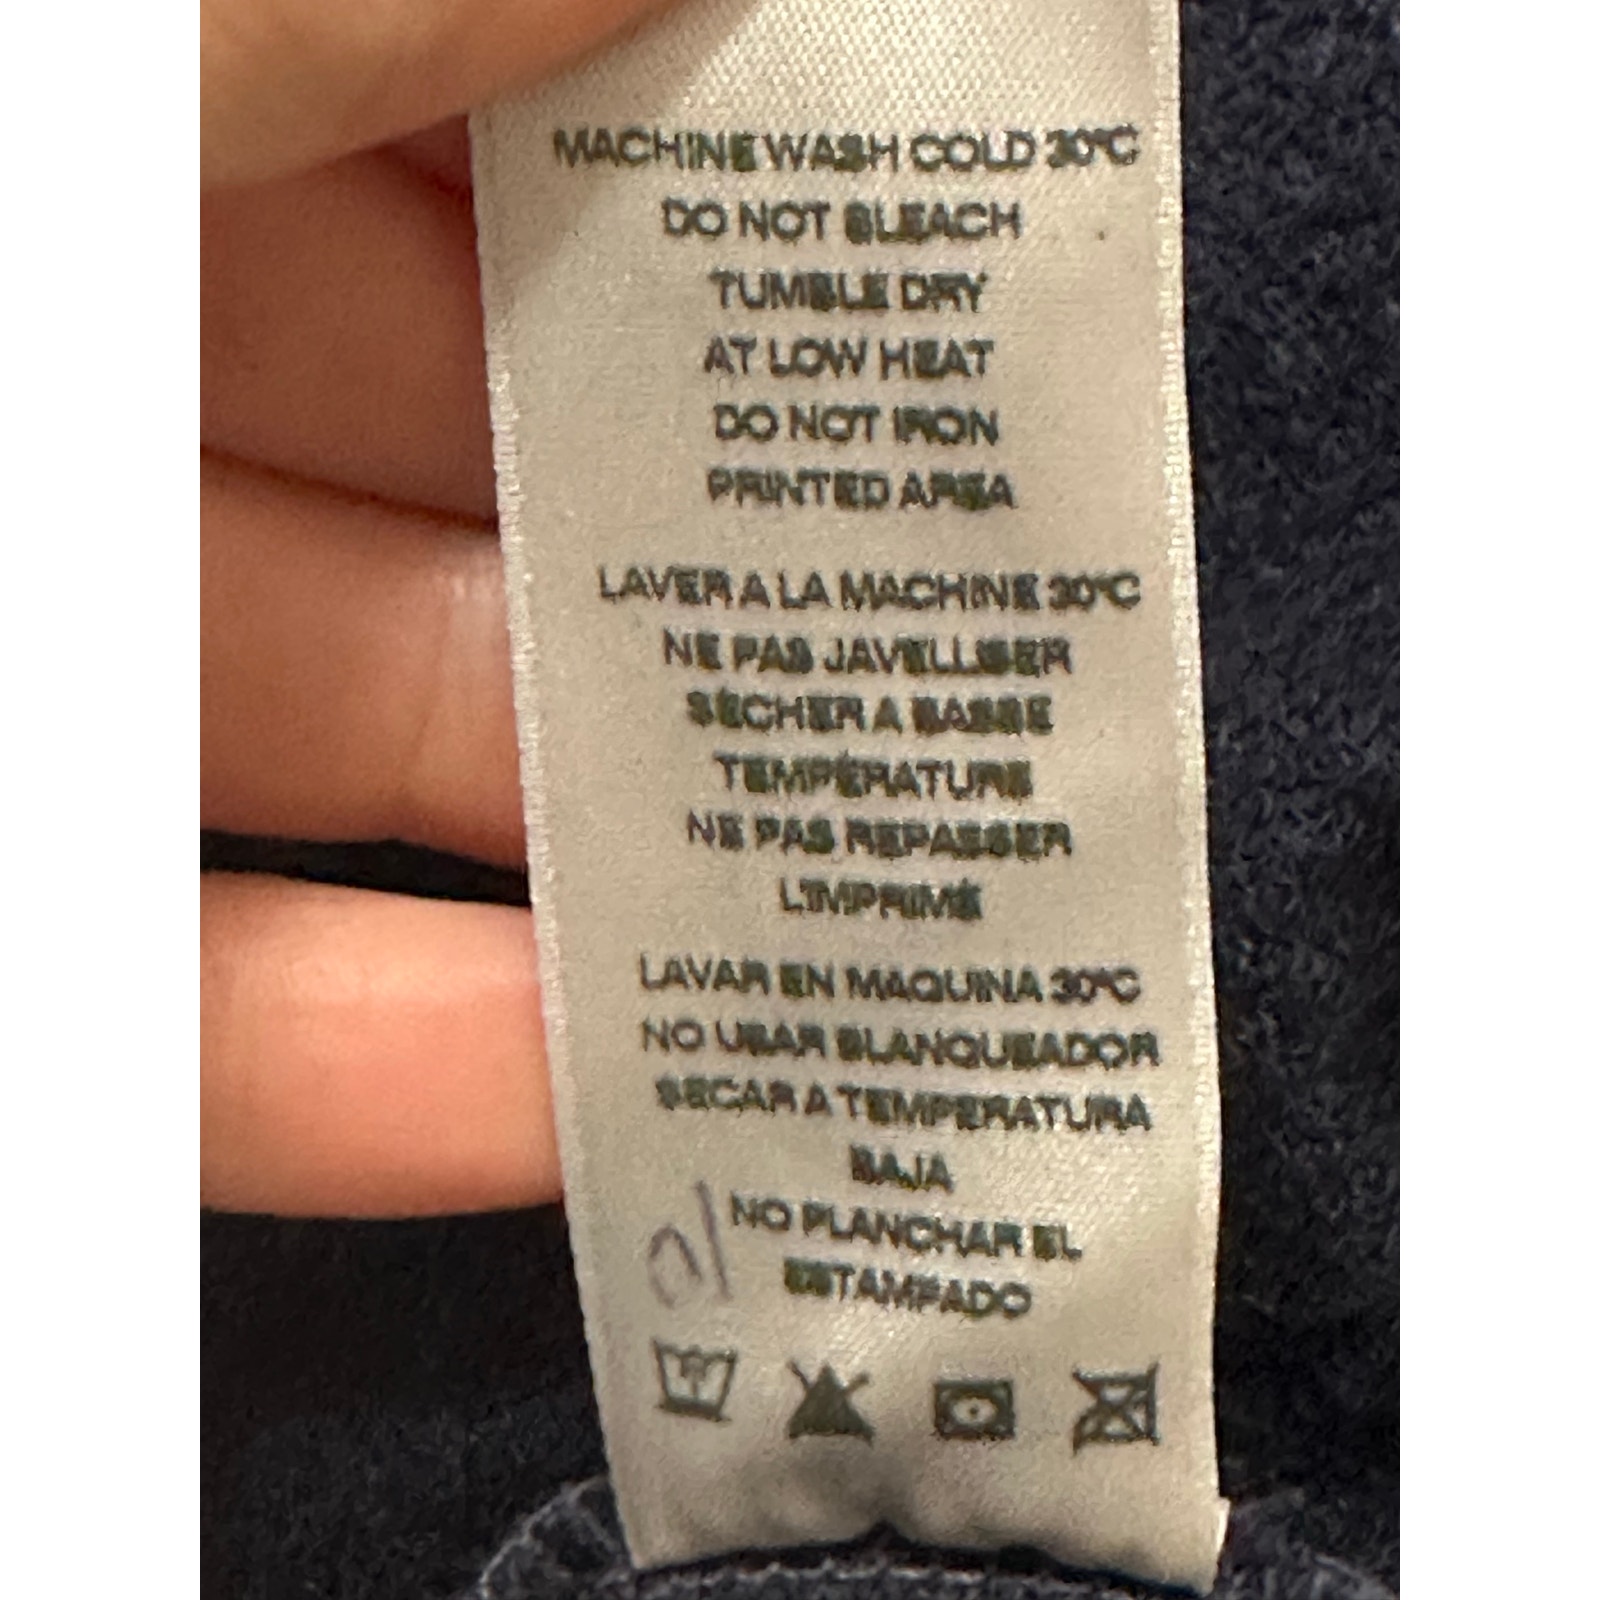 MACHINE WASH COLD 30°C
DO NOT BLEACH
TUMBLE DRY
AT LOW HEAT
DO NOT IRON
PRINTED AREA
LAVER A LA MACHINE 30°C
NE PAS JAVELLISER
SÉCHER A BASSE
TEMPÉRATURE
NE PAS REPASSER
L'IMPRIMÉ
LAVAR EN MAQUINA 30°C
NO USAR BLANQUEADOR
SECAR A TEMPERATURA
BAJA
NO PLANCHAR EL
ESTAMPADO